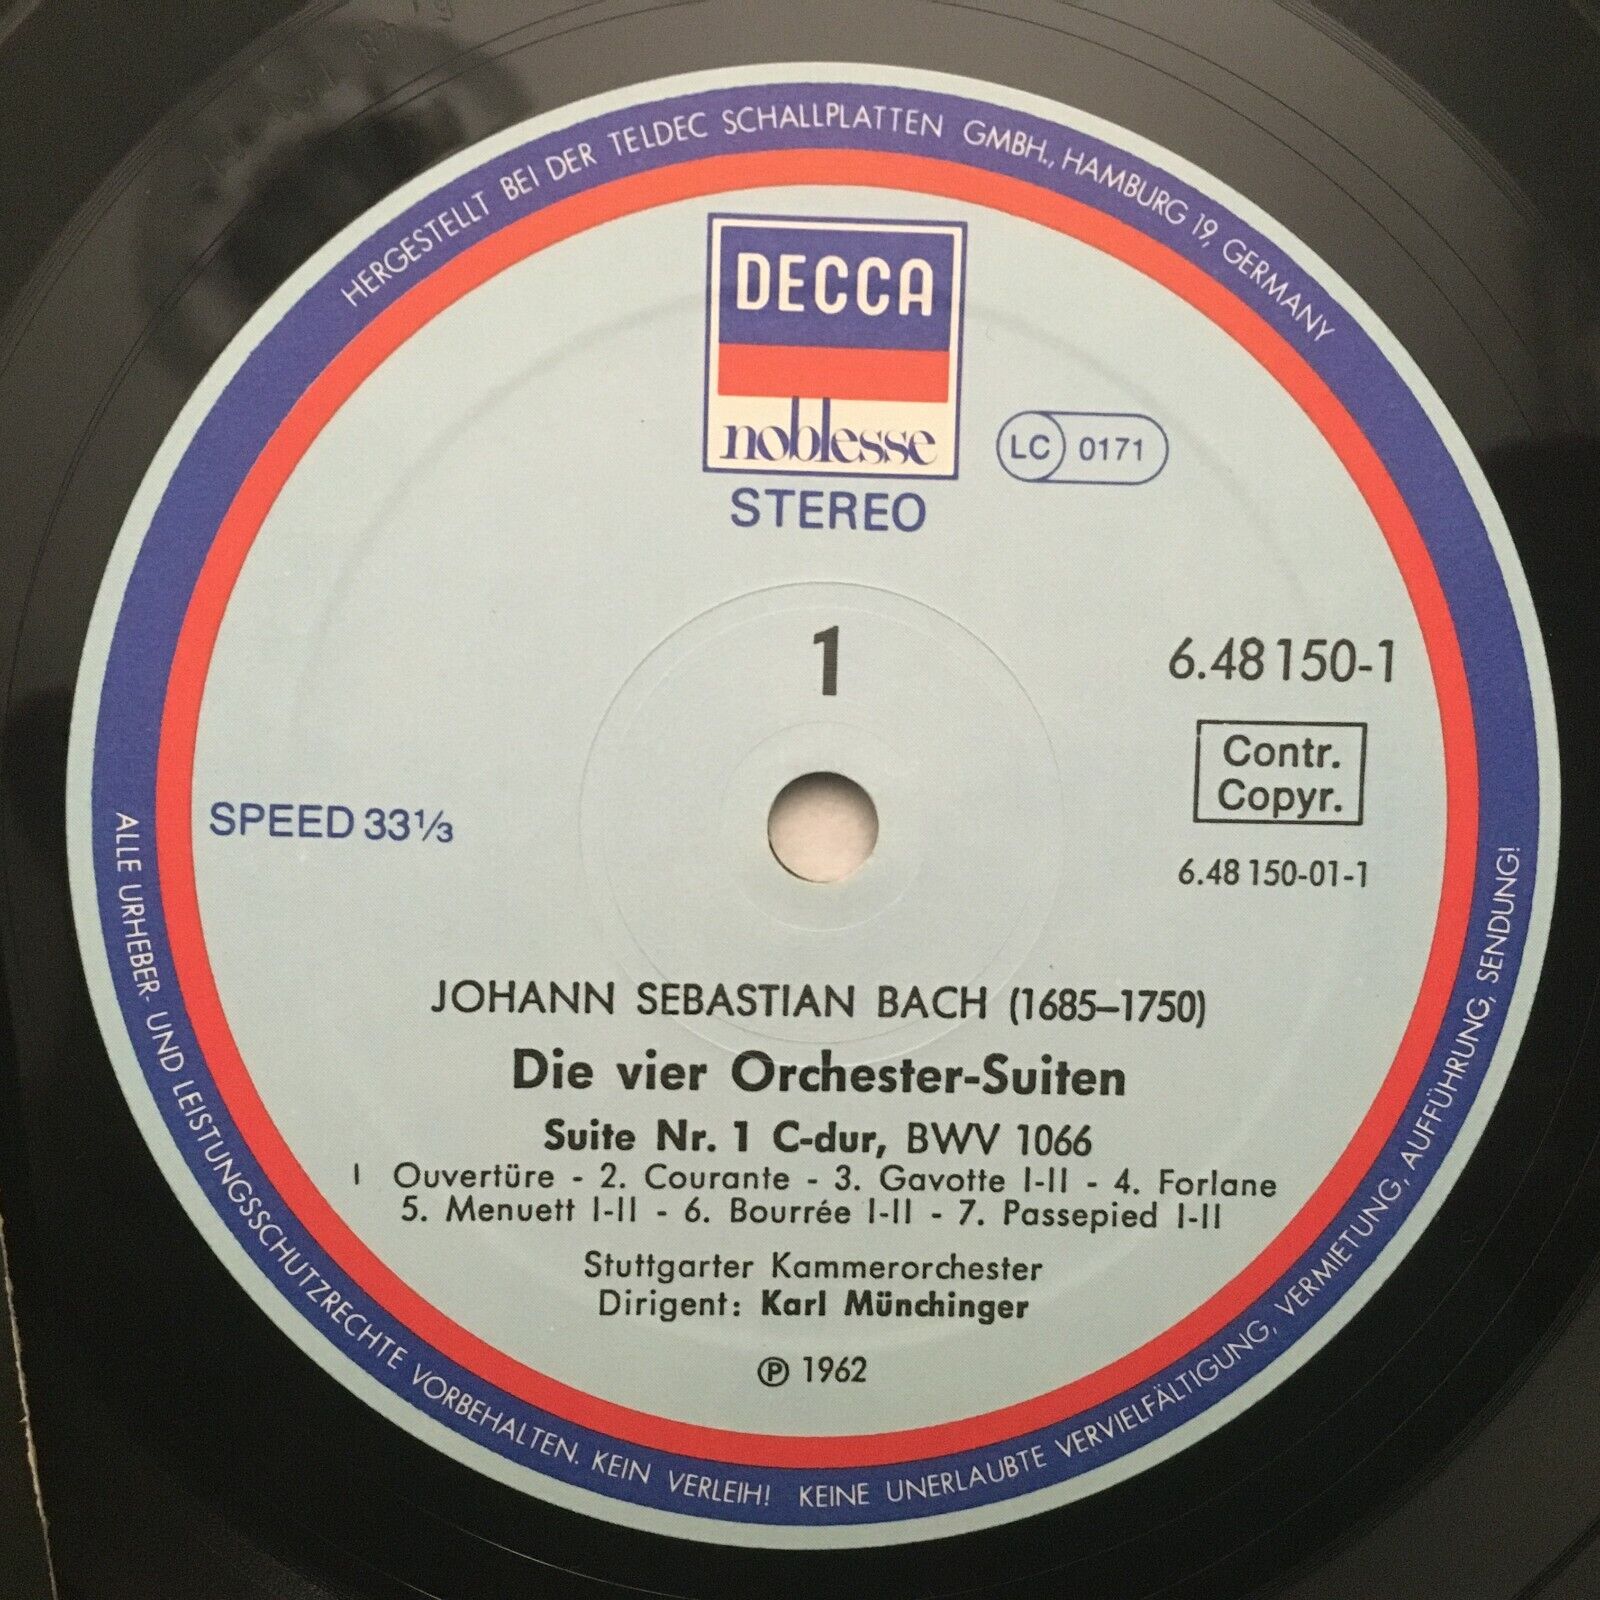 HERGESTELLT BEI DER TELDEC SCHALLPLATTEN GMBH., HAMBURG 19, GERMANY
DECCA
noblesse
LC 0171
STEREO
1
6.48 150-1
Contr.
Copyr.
SPEED 33⅓
6.48 150-01-1
JOHANN SEBASTIAN BACH (1685–1750)
Die vier Orchester-Suiten
Suite Nr. 1 C-dur, BWV 1066
1 Ouvertüre - 2. Courante - 3. Gavotte I-II - 4. Forlane
5. Menuett I-II - 6. Bourrée I-II - 7. Passepied I-II
Stuttgarter Kammerorchester
Dirigent: Karl Münchinger
℗ 1962
ALLE URHEBER- UND LEISTUNGSSCHUTZRECHTE VORBEHALTEN. KEIN VERLEIH! KEINE UNERLAUBTE VERVIELFÄLTIGUNG, VERMIETUNG, AUFFÜHRUNG, SENDUNG!